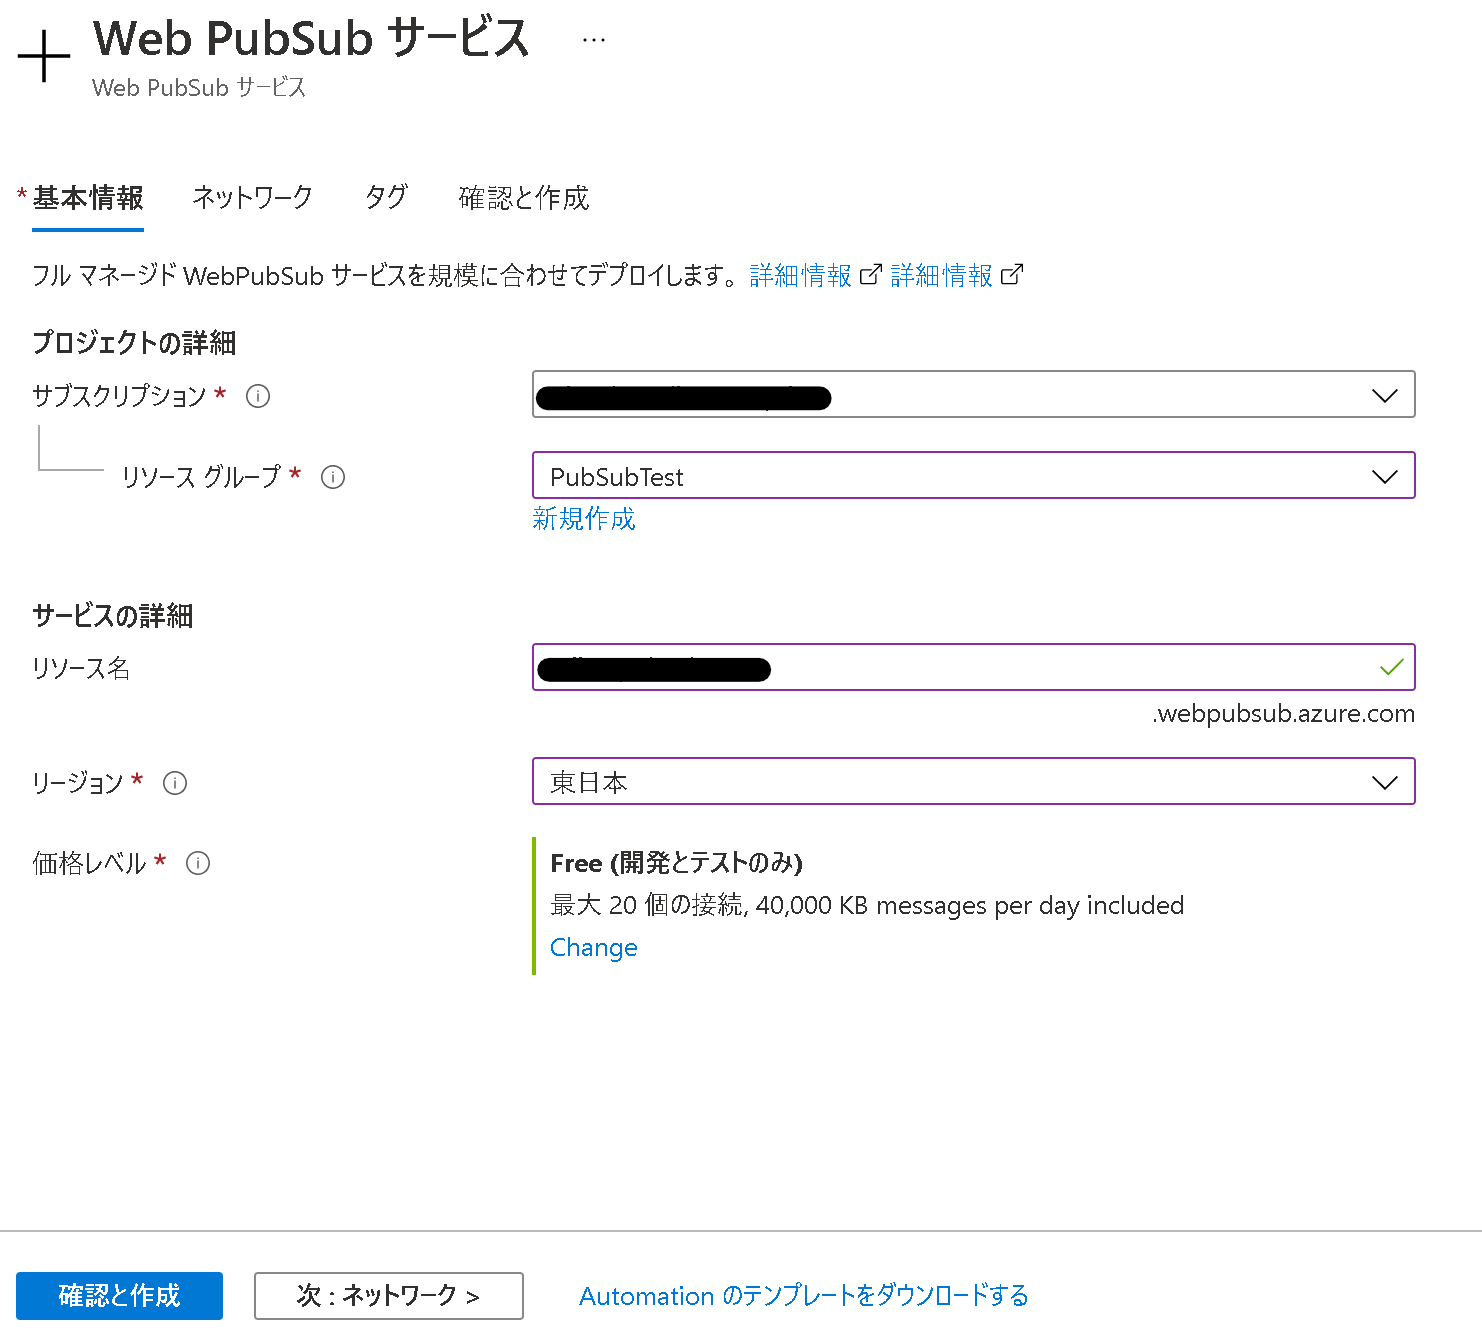 Web PubSub サービス ...
Web PubSub サービス
*基本情報 ネットワーク タグ 確認と作成
フル マネージド WebPubSub サービスを規模に合わせてデプロイします。 詳細情報 詳細情報
プロジェクトの詳細
サブスクリプション *
リソース グループ * PubSubTest
新規作成
サービスの詳細
リソース名
.webpubsub.azure.com
リージョン * 東日本
価格レベル * Free (開発とテストのみ)
最大 20 個の接続, 40,000 KB messages per day included
Change
確認と作成 次 : ネットワーク > Automation のテンプレートをダウンロードする